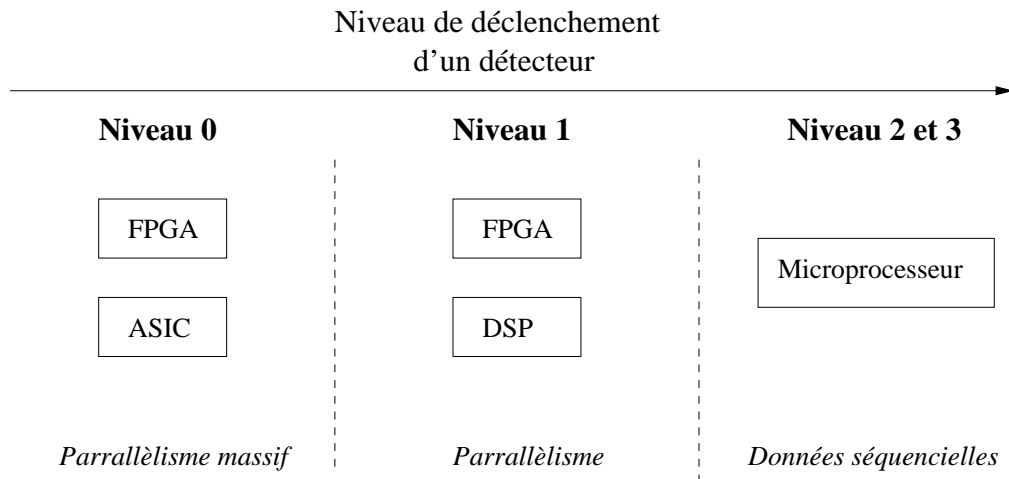 Niveau de déclenchement
d'un détecteur
Niveau 0
Niveau 1
Niveau 2 et 3
FPGA
FPGA
Microprocesseur
ASIC
DSP
Parrallèlisme massif
Parrallèlisme
Données séquencielles